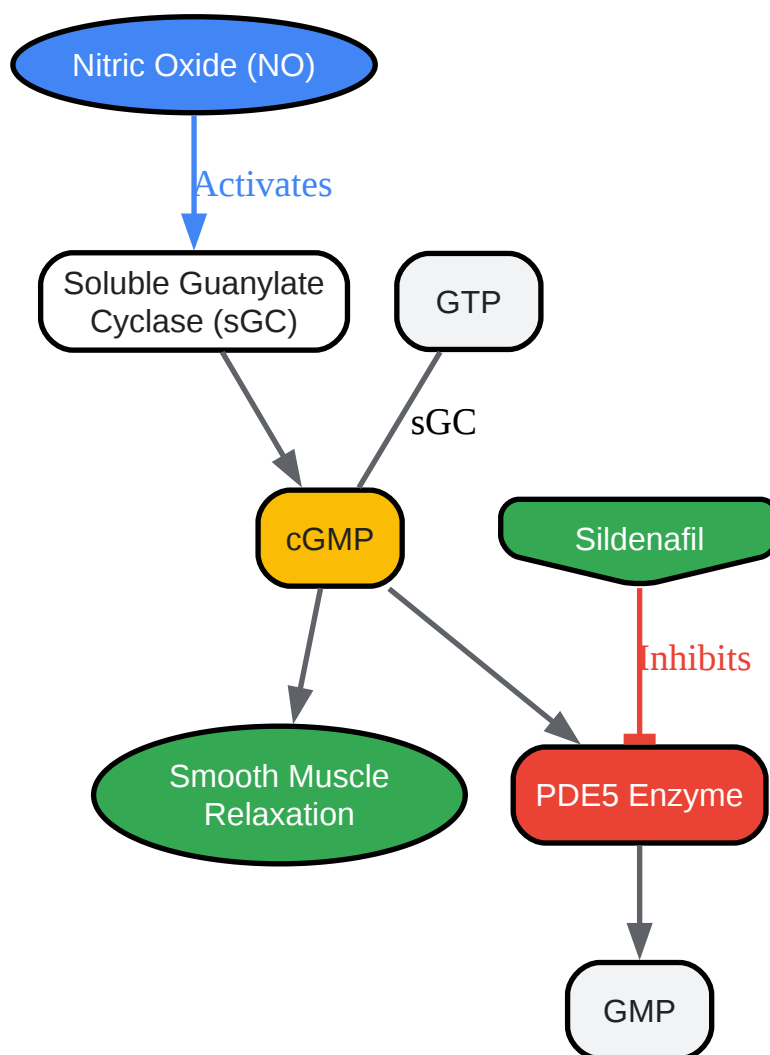 Nitric Oxide (NO)
Activates
Soluble Guanylate
Cyclase (sGC)
GTP
sGC
cGMP
Sildenafil
Inhibits
Smooth Muscle
Relaxation
PDE5 Enzyme
GMP